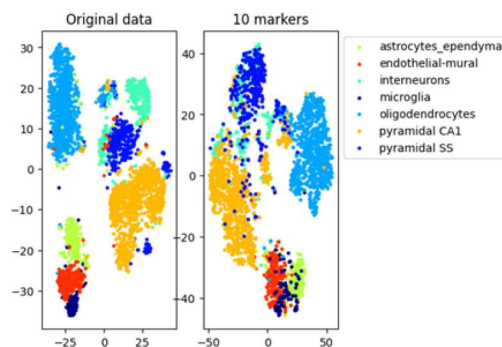 Original data
10 markers
30
20
10
0
−10
−20
−30
−25
0
25
40
20
0
−20
−40
−50
0
50
astrocytes_ependyma
endothelial-mural
interneurons
microglia
oligodendrocytes
pyramidal CA1
pyramidal SS